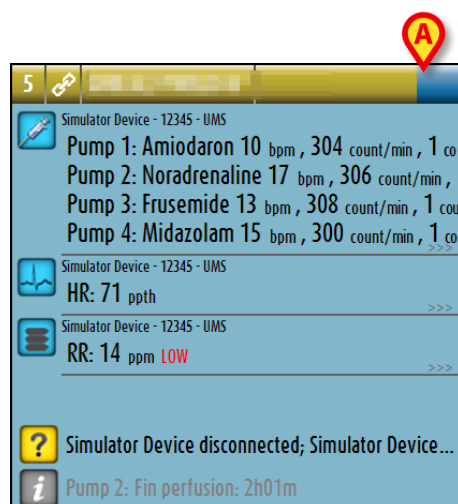 A
5
Simulator Device - 12345 - UMS
Pump 1: Amiodaron 10 bpm , 304 count/min , 1 co
Pump 2: Noradrenaline 17 bpm , 306 count/min ,
Pump 3: Frusemide 13 bpm , 308 count/min , 1 cou
Pump 4: Midazolam 15 bpm , 300 count/min , 1 co
>>>
Simulator Device - 12345 - UMS
HR: 71 ppth
>>>
Simulator Device - 12345 - UMS
RR: 14 ppm LOW
>>>
? Simulator Device disconnected; Simulator Device...
i Pump 2: Fin perfusion: 2h01m